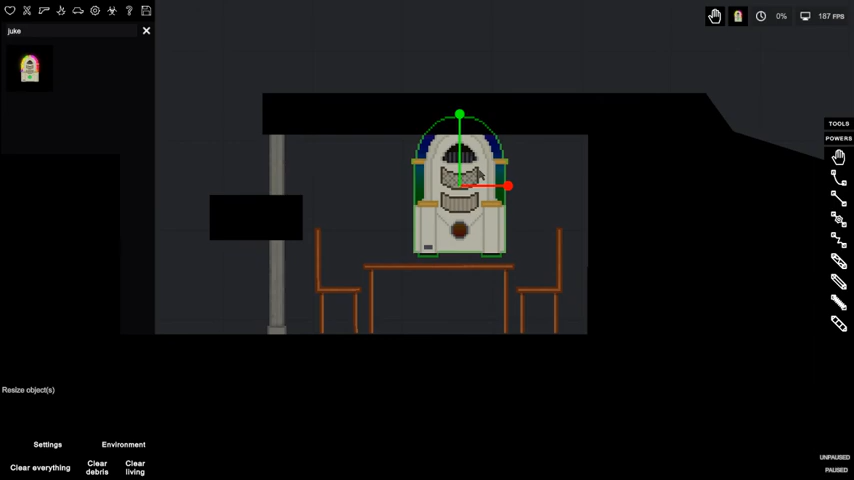 juke
0%
187 FPS
TOOLS
POWERS
Resize object(s)
Settings
Environment
Clear everything
Clear
debris
Clear
living
UNPAUSED
PAUSED